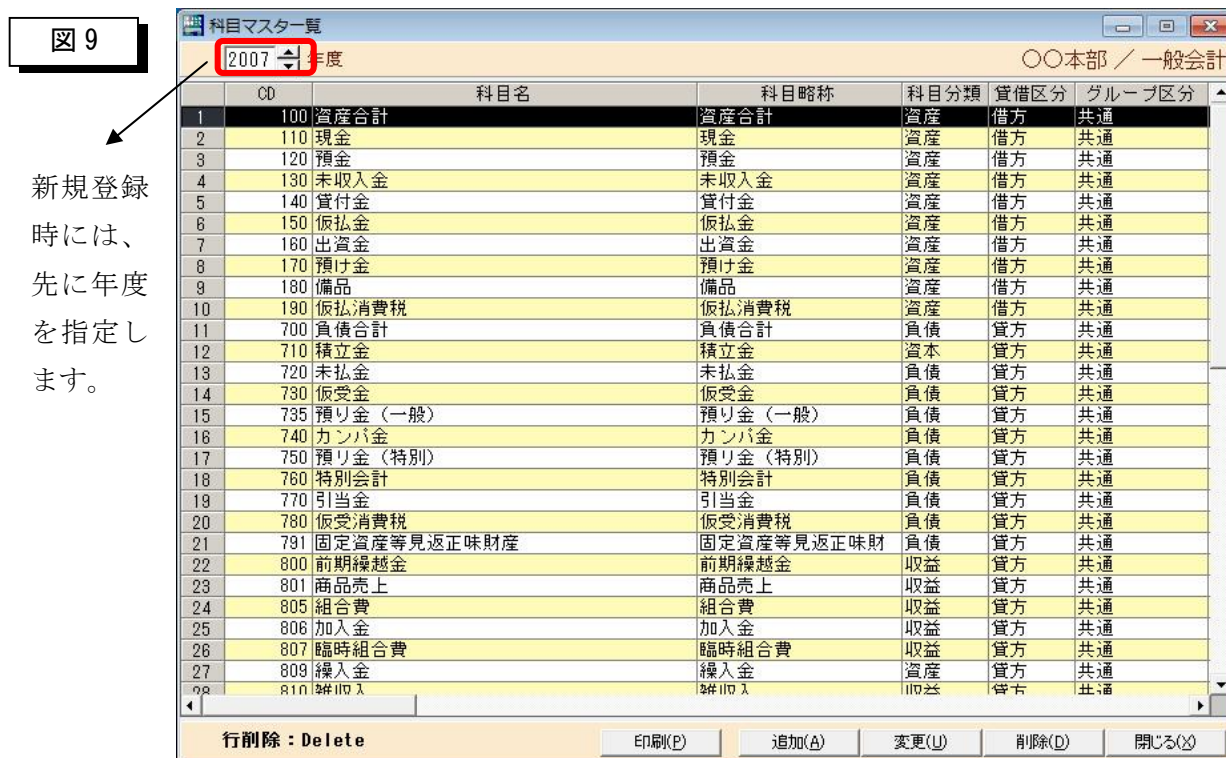 図 9
新規登録
時には、
先に年度
を指定し
ます。
科目マスター覧
2007 年度 〇〇本部 / 一般会計
CD 科目名 科目略称 科目分類 貸借区分 グループ区分
1 100 資産合計 資産合計 資産 借方 共通
2 110 現金 現金 資産 借方 共通
3 120 預金 預金 資産 借方 共通
4 130 未収入金 未収入金 資産 借方 共通
5 140 貸付金 貸付金 資産 借方 共通
6 150 仮払金 仮払金 資産 借方 共通
7 160 出資金 出資金 資産 借方 共通
8 170 預け金 預け金 資産 借方 共通
9 180 備品 備品 資産 借方 共通
10 190 仮払消費税 仮払消費税 資産 借方 共通
11 700 負債合計 負債合計 負債 貸方 共通
12 710 積立金 積立金 資本 貸方 共通
13 720 未払金 未払金 負債 貸方 共通
14 730 仮受金 仮受金 負債 貸方 共通
15 735 預り金（一般） 預り金（一般） 負債 貸方 共通
16 740 カンパ金 カンパ金 負債 貸方 共通
17 750 預り金（特別） 預り金（特別） 負債 貸方 共通
18 760 特別会計 特別会計 負債 貸方 共通
19 770 引当金 引当金 負債 貸方 共通
20 780 仮受消費税 仮受消費税 負債 貸方 共通
21 791 固定資産等見返正味財産 固定資産等見返正味財 負債 貸方 共通
22 800 前期繰越金 前期繰越金 収益 貸方 共通
23 801 商品売上 商品売上 収益 貸方 共通
24 805 組合費 組合費 収益 貸方 共通
25 806 加入金 加入金 収益 貸方 共通
26 807 臨時組合費 臨時組合費 収益 貸方 共通
27 809 繰入金 繰入金 資産 貸方 共通
28 810 雑収入 雑収入 収益 貸方 共通
行削除：Delete 印刷(P) 追加(A) 変更(U) 削除(D) 閉じる(X)